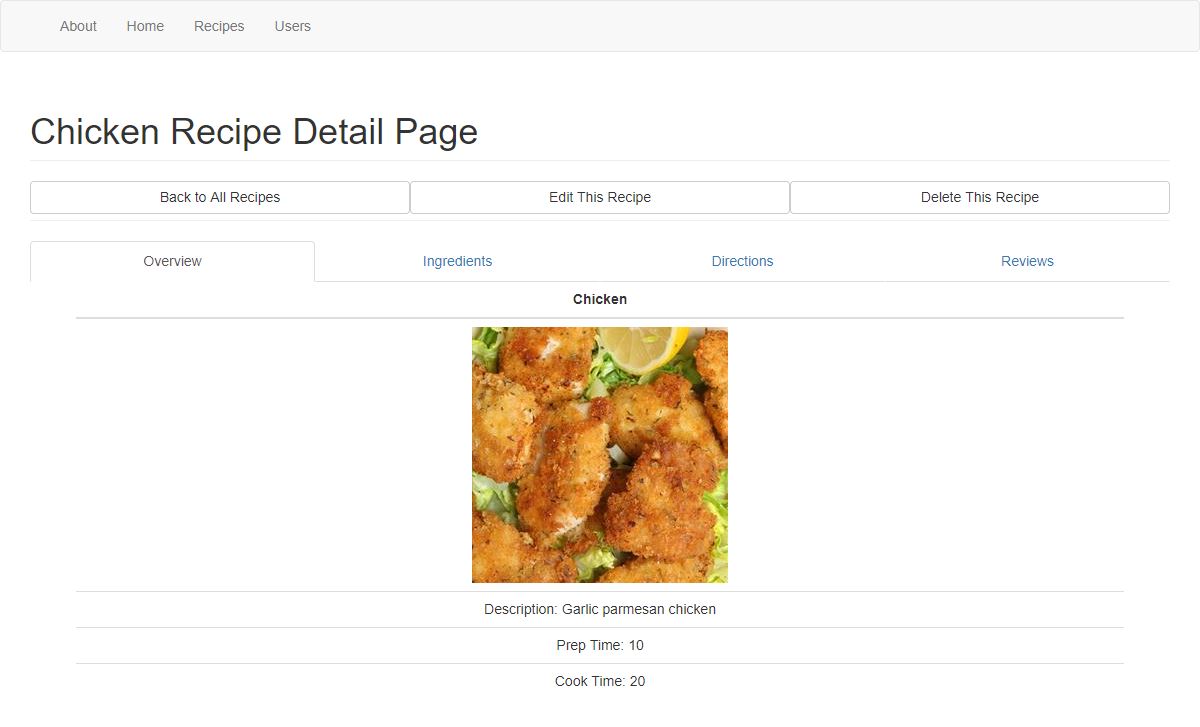 About Home Recipes Users
Chicken Recipe Detail Page
Back to All Recipes Edit This Recipe Delete This Recipe
Overview Ingredients Directions Reviews
Chicken
Description: Garlic parmesan chicken
Prep Time: 10
Cook Time: 20